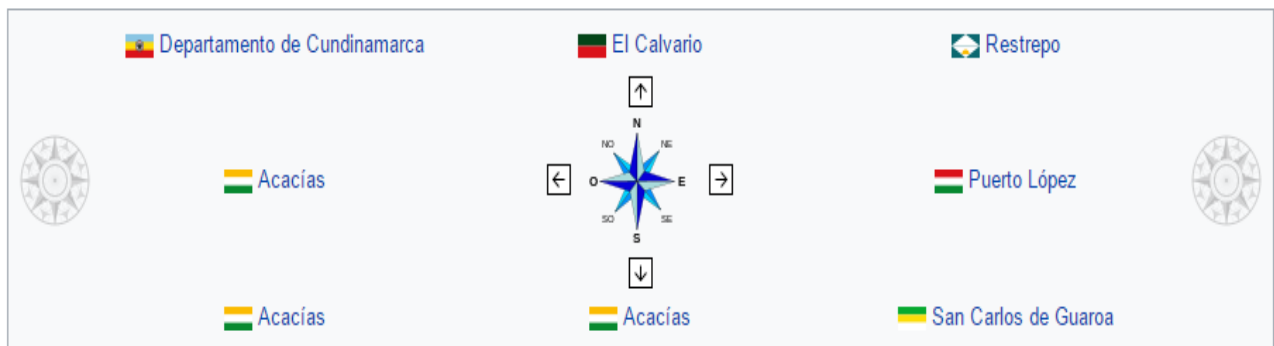 Departamento de Cundinamarca El Calvario Restrepo
N
NO NE
Acacías O E Puerto López
SO SE
S
Acacías Acacías San Carlos de Guaroa